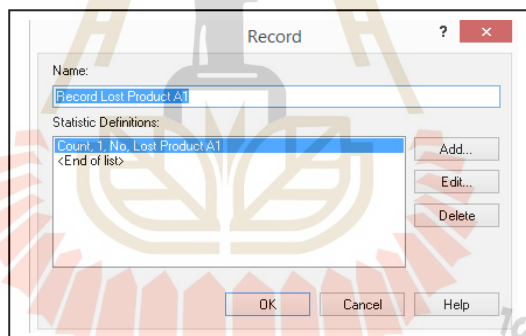 Record
?
Name:
Record Lost Product A1
Statistic Definitions:
Count, 1, No, Lost Product A1
<End of list>
Add...
Edit...
Delete
OK
Cancel
Help